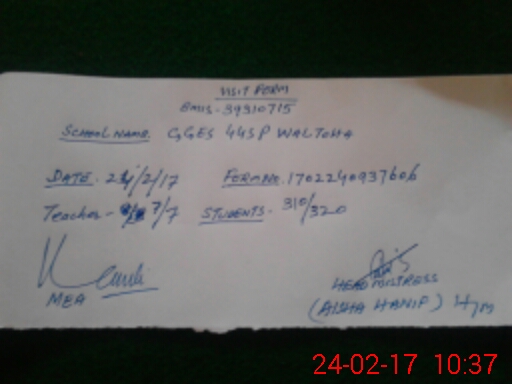 VISIT FORM
EMIS - 39310715
SCHOOL NAME GGES 44SP WALTOHA
DATE. 24/2/17 FORM NO. 170224093760b
Teacher - 7/7 STUDENTS - 310/320
MEA
HEADMISTRESS
(AISHA HANIF) H/M
24-02-17 10:37